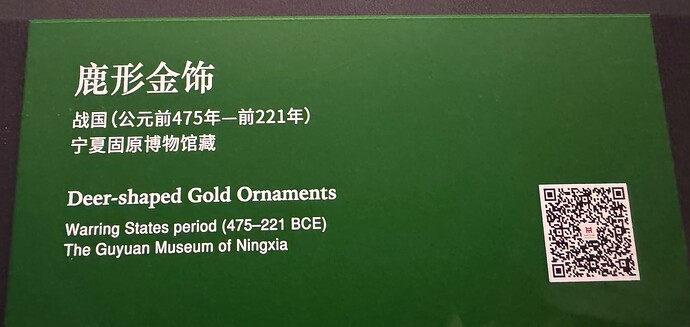 鹿形金饰
战国（公元前475年—前221年）
宁夏固原博物馆藏
Deer-shaped Gold Ornaments
Warring States period (475–221 BCE)
The Guyuan Museum of Ningxia